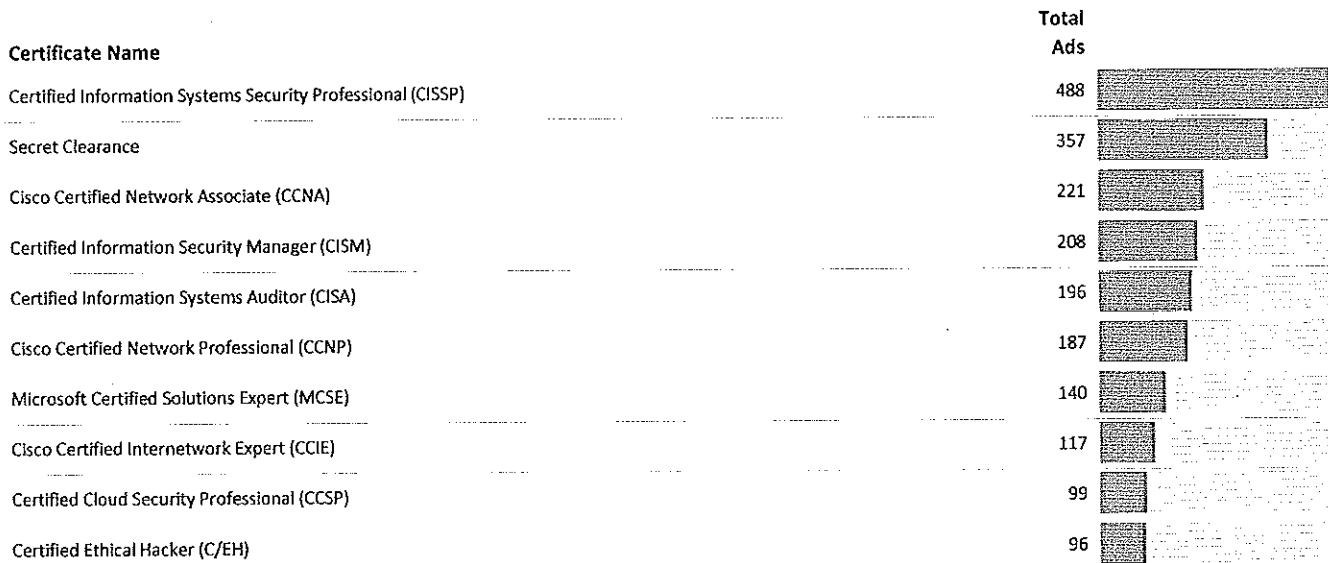 Total
Ads
Certificate Name
Certified Information Systems Security Professional (CISSP) 488
Secret Clearance 357
Cisco Certified Network Associate (CCNA) 221
Certified Information Security Manager (CISM) 208
Certified Information Systems Auditor (CISA) 196
Cisco Certified Network Professional (CCNP) 187
Microsoft Certified Solutions Expert (MCSE) 140
Cisco Certified Internetwork Expert (CCIE) 117
Certified Cloud Security Professional (CCSP) 99
Certified Ethical Hacker (C/EH) 96